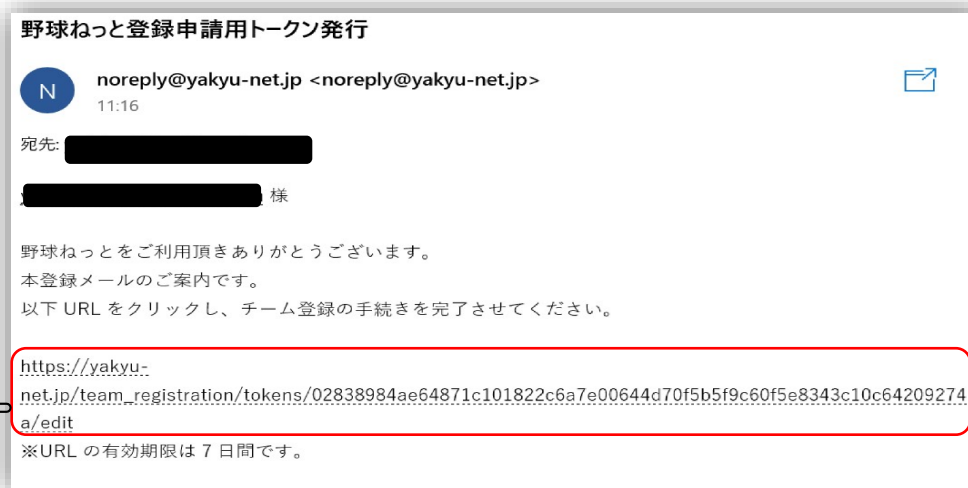 野球ねっと登録申請用トークン発行
N
noreply@yakyu-net.jp <noreply@yakyu-net.jp>
11:16
宛先:
様
野球ねっとをご利用頂きありがとうございます。
本登録メールのご案内です。
以下 URL をクリックし、チーム登録の手続きを完了させてください。
https://yakyu-
net.jp/team_registration/tokens/02838984ae64871c101822c6a7e00644d70f5b5f9c60f5e8343c10c64209274
a/edit
※URL の有効期限は 7 日間です。